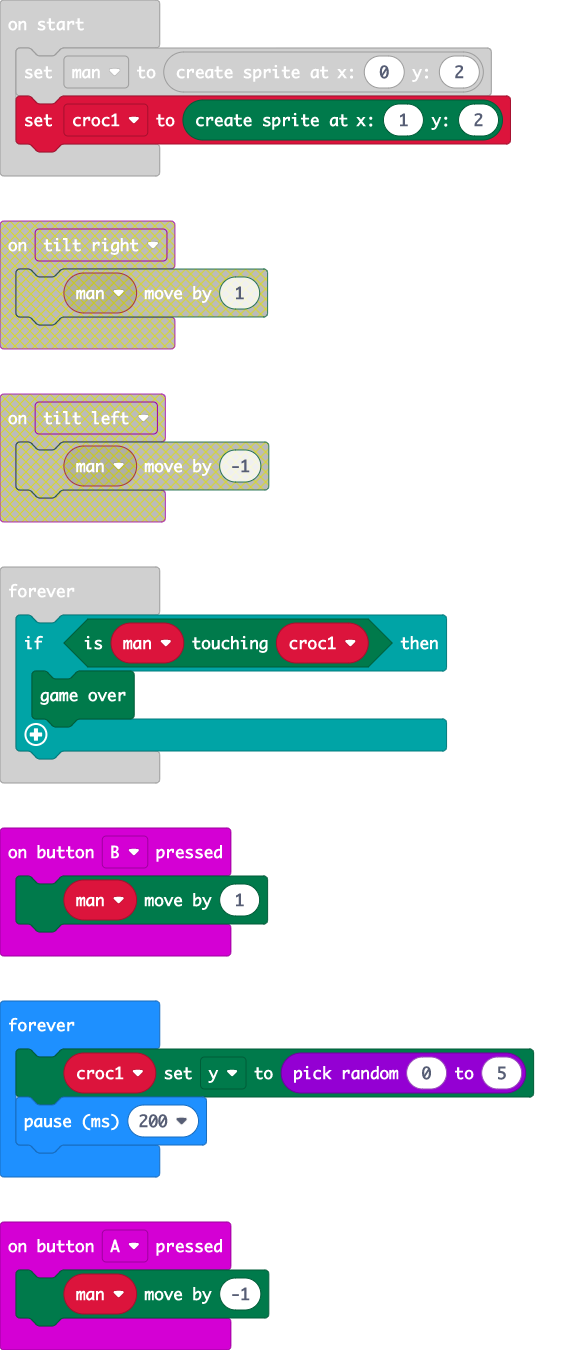 on start
set man to create sprite at x: 0 y: 2
set croc1 to create sprite at x: 1 y: 2
on tilt right
man move by 1
on tilt left
man move by -1
forever
if is man touching croc1 then
game over
on button B pressed
man move by 1
forever
croc1 set y to pick random 0 to 5
pause (ms) 200
on button A pressed
man move by -1